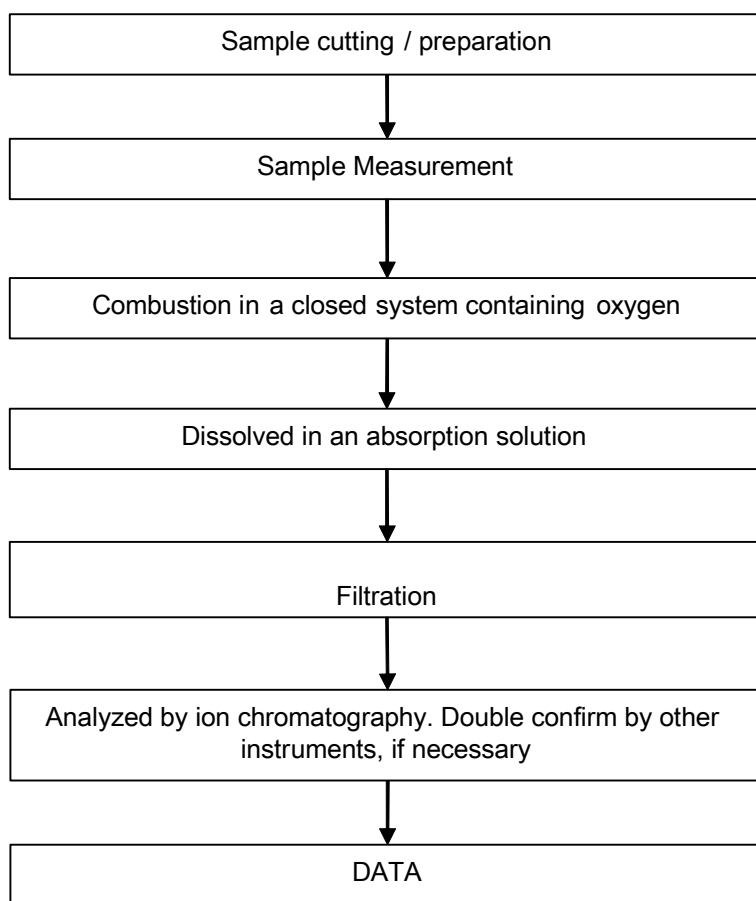 Sample cutting / preparation
Sample Measurement
Combustion in a closed system containing oxygen
Dissolved in an absorption solution
Filtration
Analyzed by ion chromatography. Double confirm by other
instruments, if necessary
DATA